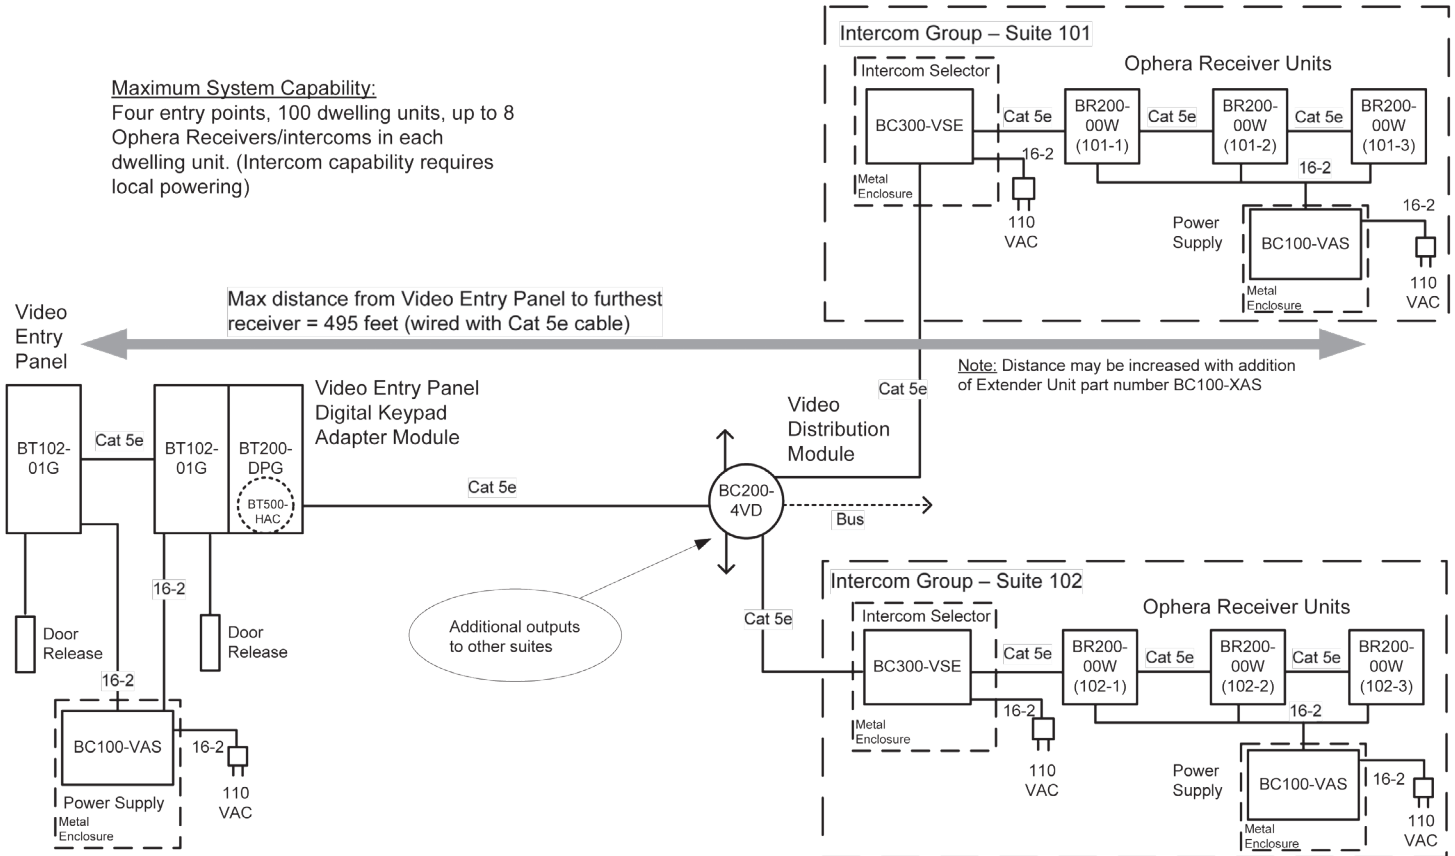 Maximum System Capability:
Four entry points, 100 dwelling units, up to 8
Ophera Receivers/intercoms in each
dwelling unit. (Intercom capability requires
local powering)
Intercom Group – Suite 101
Intercom Selector
BC300-VSE
Metal
Enclosure
Cat 5e
16-2
110
VAC
Ophera Receiver Units
BR200-
00W
(101-1)
Cat 5e
BR200-
00W
(101-2)
Cat 5e
BR200-
00W
(101-3)
16-2
Power
Supply
BC100-VAS
Metal
Enclosure
16-2
110
VAC
Max distance from Video Entry Panel to furthest
receiver = 495 feet (wired with Cat 5e cable)
Note: Distance may be increased with addition
of Extender Unit part number BC100-XAS
Video
Entry
Panel
BT102-
01G
Cat 5e
BT102-
01G
BT200-
DPG
BT500-
HAC
Video Entry Panel
Digital Keypad
Adapter Module
Cat 5e
Video
Distribution
Module
BC200-
4VD
Cat 5e
Bus
Cat 5e
Additional outputs
to other suites
Door
Release
16-2
Door
Release
16-2
BC100-VAS
Power Supply
Metal
Enclosure
16-2
110
VAC
Intercom Group – Suite 102
Intercom Selector
BC300-VSE
Metal
Enclosure
Cat 5e
16-2
110
VAC
Ophera Receiver Units
BR200-
00W
(102-1)
Cat 5e
BR200-
00W
(102-2)
Cat 5e
BR200-
00W
(102-3)
16-2
Power
Supply
BC100-VAS
Metal
Enclosure
16-2
110
VAC